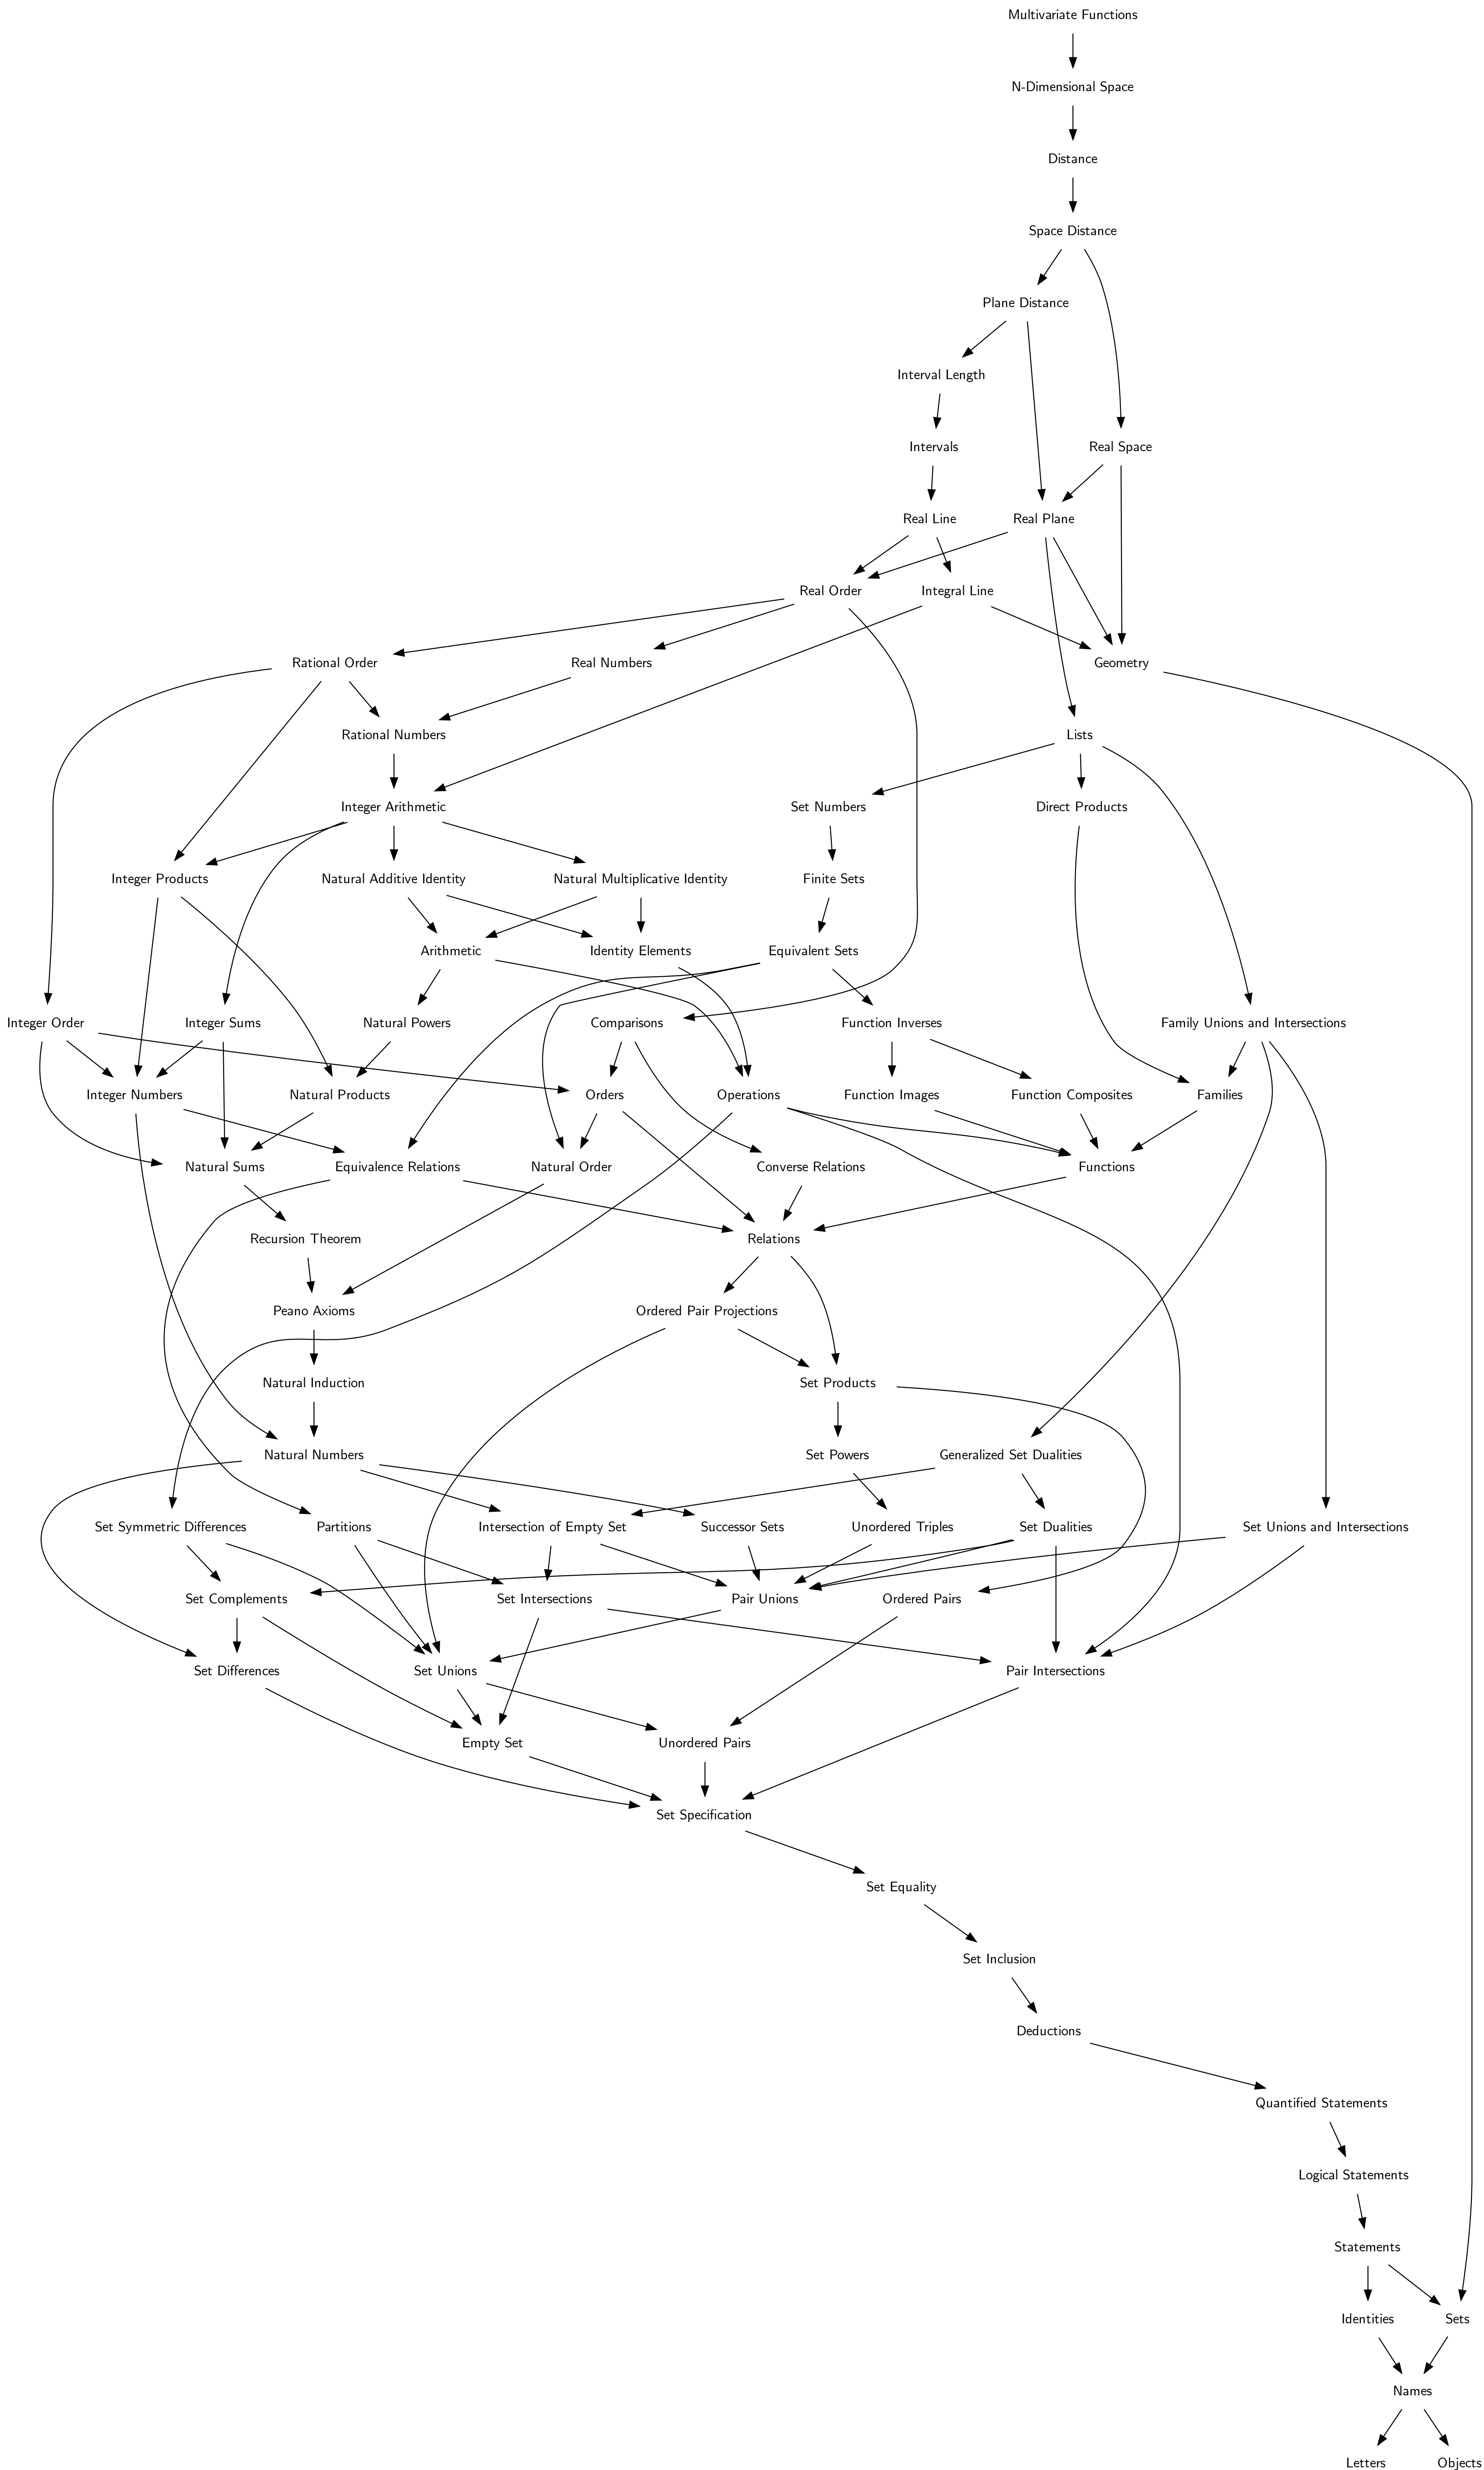 Multivariate Functions
N-Dimensional Space
Distance
Space Distance
Plane Distance
Interval Length
Intervals
Real Space
Real Line
Real Plane
Real Order
Integral Line
Rational Order
Real Numbers
Geometry
Rational Numbers
Lists
Integer Arithmetic
Set Numbers
Direct Products
Integer Products
Natural Additive Identity
Natural Multiplicative Identity
Finite Sets
Arithmetic
Identity Elements
Equivalent Sets
Integer Order
Integer Sums
Natural Powers
Comparisons
Function Inverses
Family Unions and Intersections
Integer Numbers
Natural Products
Orders
Operations
Function Images
Function Composites
Families
Natural Sums
Equivalence Relations
Natural Order
Converse Relations
Functions
Recursion Theorem
Relations
Peano Axioms
Ordered Pair Projections
Natural Induction
Set Products
Natural Numbers
Set Powers
Generalized Set Dualities
Set Symmetric Differences
Partitions
Intersection of Empty Set
Successor Sets
Unordered Triples
Set Dualities
Set Unions and Intersections
Set Complements
Set Intersections
Pair Unions
Ordered Pairs
Set Differences
Set Unions
Pair Intersections
Empty Set
Unordered Pairs
Set Specification
Set Equality
Set Inclusion
Deductions
Quantified Statements
Logical Statements
Statements
Identities
Sets
Names
Letters
Objects